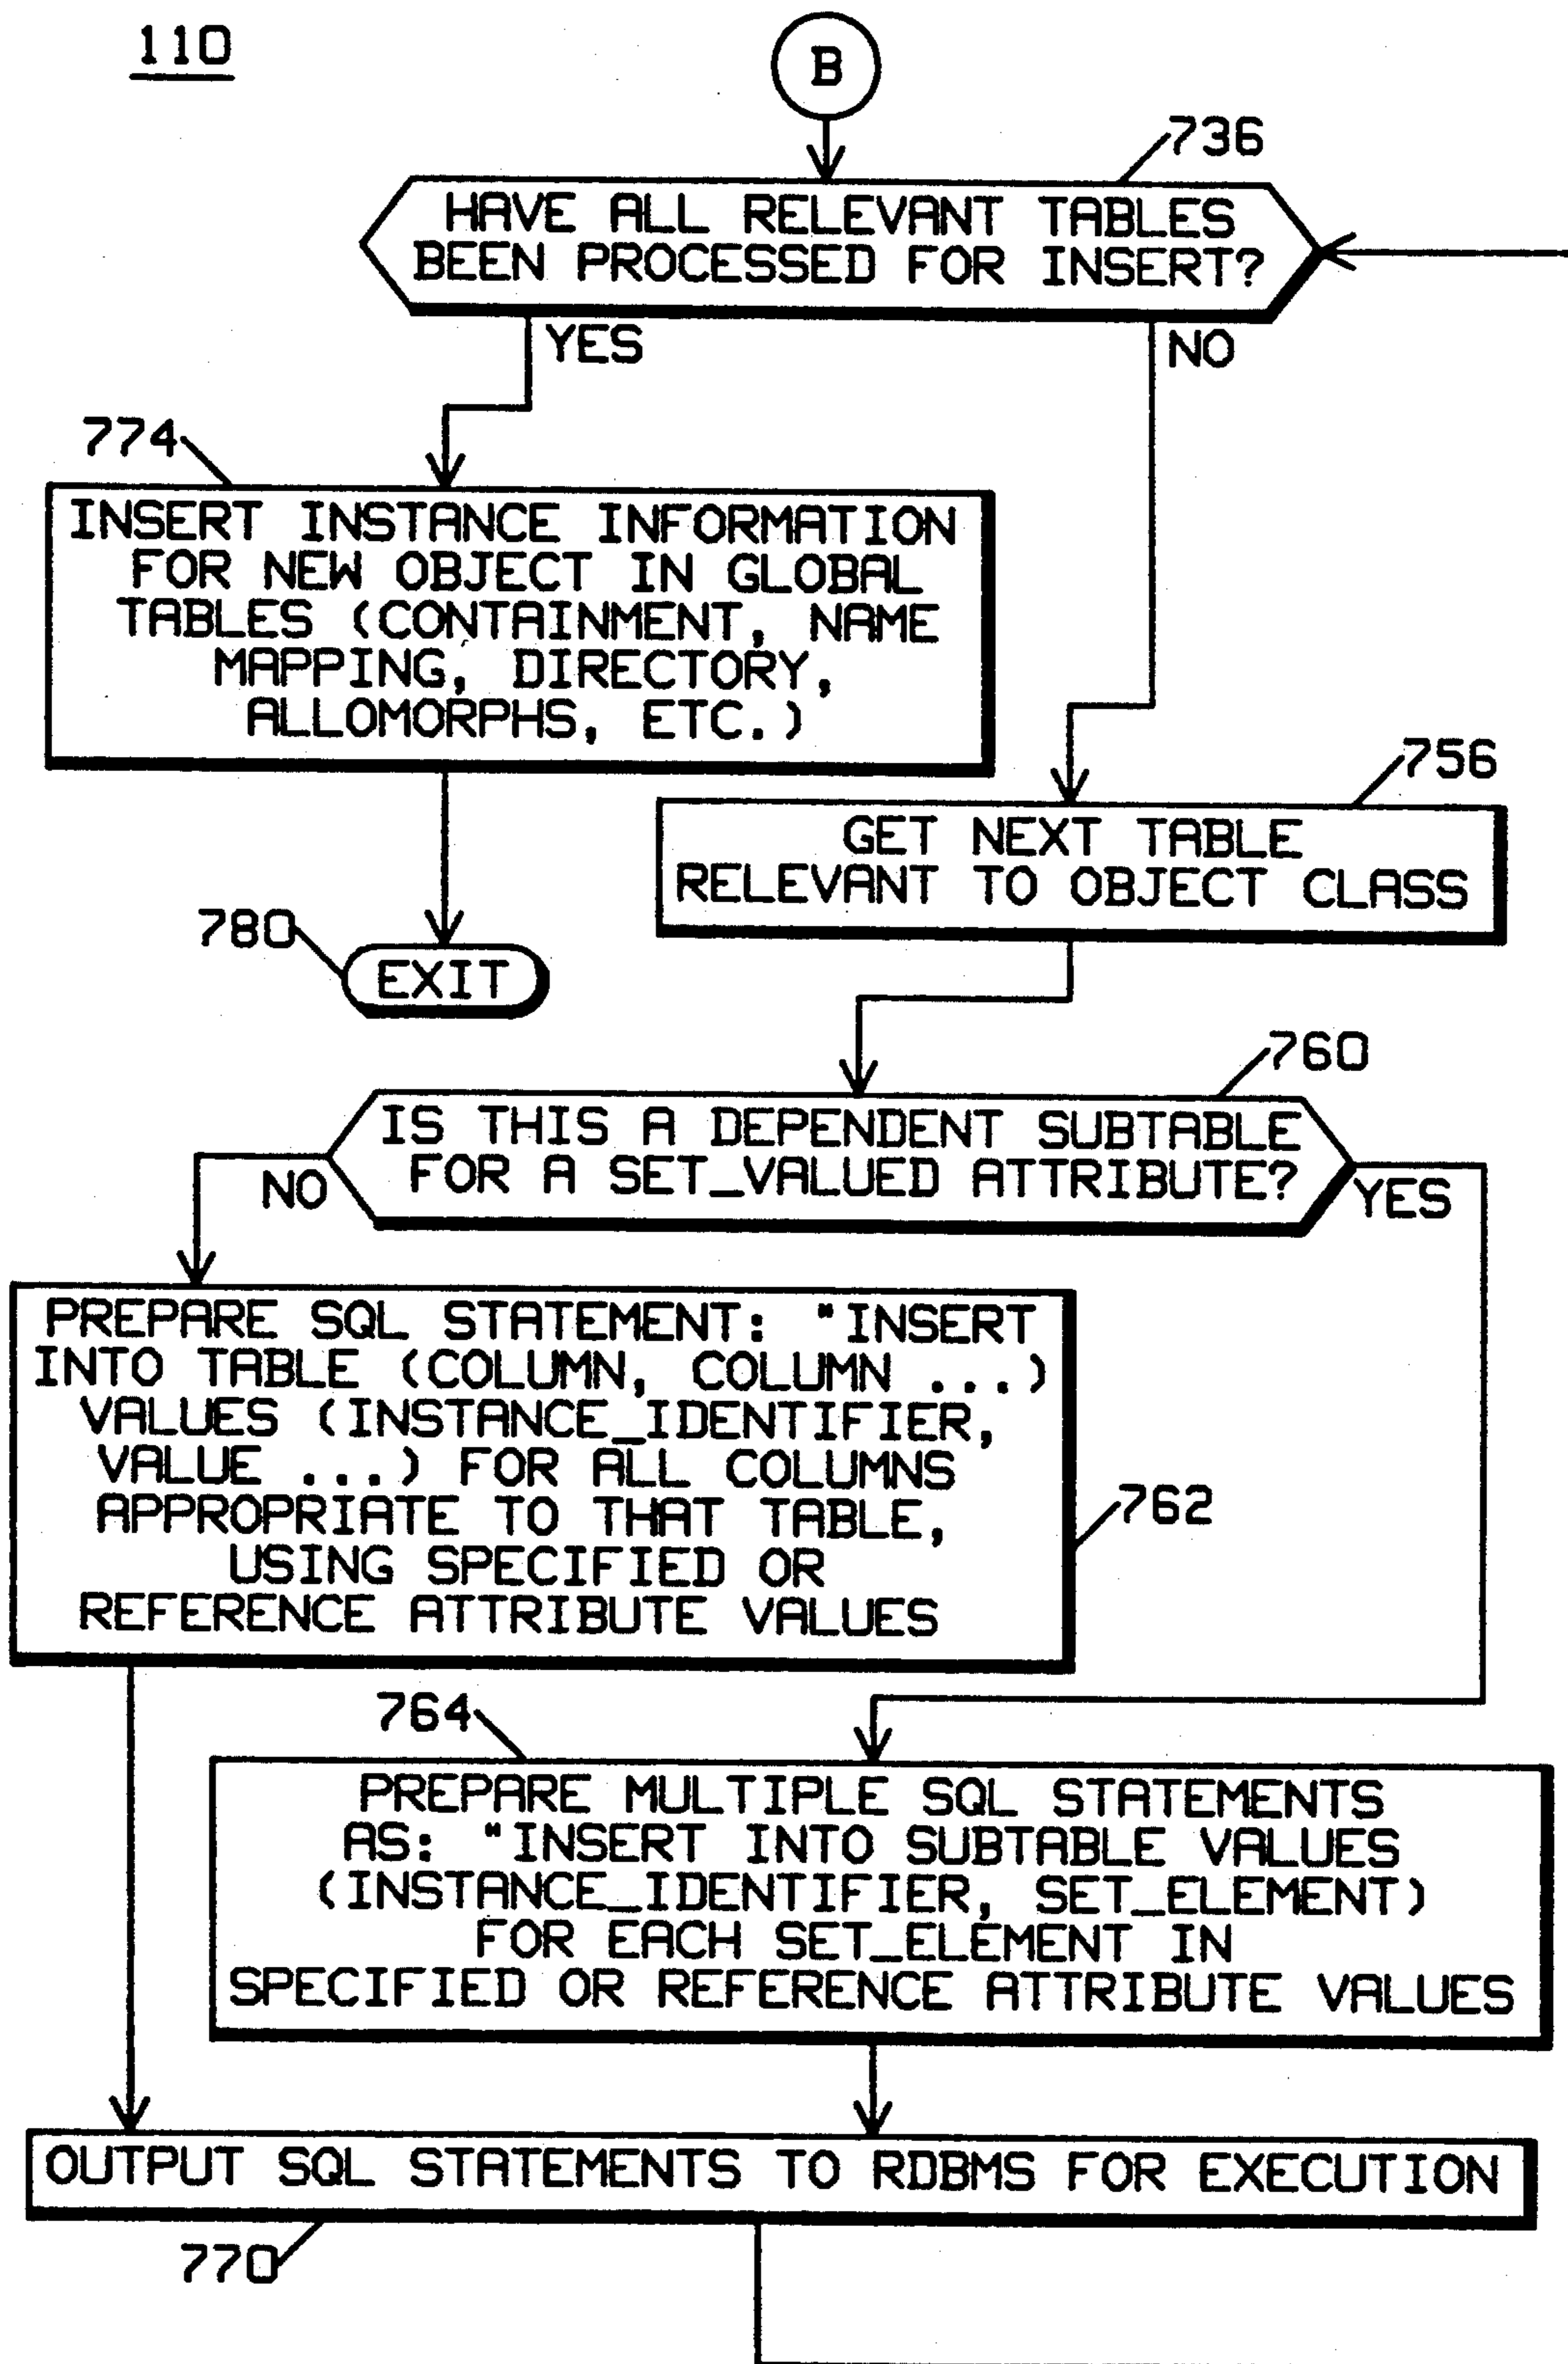 110
B
736
HAVE ALL RELEVANT TABLES
BEEN PROCESSED FOR INSERT?
YES
NO
774
INSERT INSTANCE INFORMATION
FOR NEW OBJECT IN GLOBAL
TABLES (CONTAINMENT, NAME
MAPPING, DIRECTORY,
ALLOMORPHS, ETC.)
756
GET NEXT TABLE
RELEVANT TO OBJECT CLASS
780
EXIT
760
IS THIS A DEPENDENT SUBTABLE
FOR A SET_VALUED ATTRIBUTE?
NO
YES
PREPARE SQL STATEMENT: "INSERT
INTO TABLE (COLUMN, COLUMN ...)
VALUES (INSTANCE_IDENTIFIER,
VALUE ...) FOR ALL COLUMNS
APPROPRIATE TO THAT TABLE,
USING SPECIFIED OR
REFERENCE ATTRIBUTE VALUES
762
764
PREPARE MULTIPLE SQL STATEMENTS
AS: "INSERT INTO SUBTABLE VALUES
(INSTANCE_IDENTIFIER, SET_ELEMENT)
FOR EACH SET_ELEMENT IN
SPECIFIED OR REFERENCE ATTRIBUTE VALUES
OUTPUT SQL STATEMENTS TO RDBMS FOR EXECUTION
770